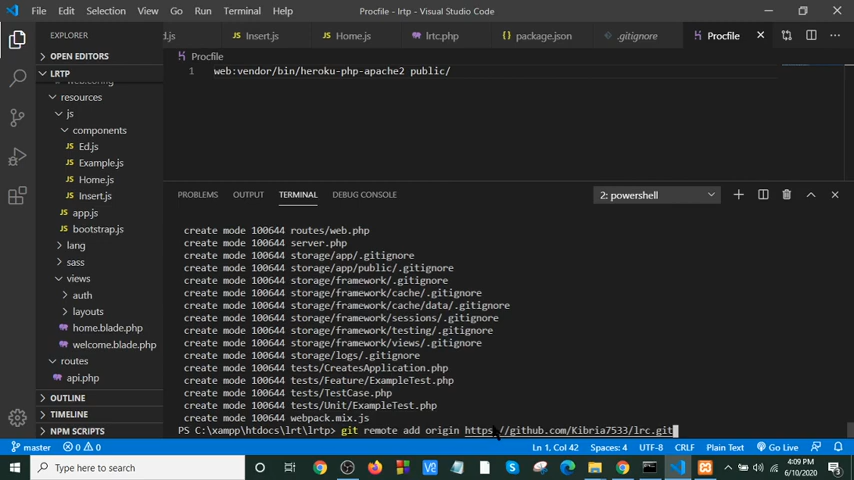 File Edit Selection View Go Run Terminal Help Procfile - lrtp - Visual Studio Code
EXPLORER
d.js Insert.js Home.js lrtc.php package.json .gitignore Procfile
OPEN EDITORS
Procfile
LRTP
1 web:vendor/bin/heroku-php-apache2 public/
web.config
resources
js
components
Ed.js
Example.js
Home.js
Insert.js
app.js
bootstrap.js
lang
sass
views
auth
layouts
home.blade.php
welcome.blade.php
routes
api.php
OUTLINE
TIMELINE
NPM SCRIPTS
PROBLEMS OUTPUT TERMINAL DEBUG CONSOLE 2: powershell
create mode 100644 routes/web.php
create mode 100644 server.php
create mode 100644 storage/app/.gitignore
create mode 100644 storage/app/public/.gitignore
create mode 100644 storage/framework/.gitignore
create mode 100644 storage/framework/cache/.gitignore
create mode 100644 storage/framework/cache/data/.gitignore
create mode 100644 storage/framework/sessions/.gitignore
create mode 100644 storage/framework/testing/.gitignore
create mode 100644 storage/framework/views/.gitignore
create mode 100644 storage/logs/.gitignore
create mode 100644 tests/CreatesApplication.php
create mode 100644 tests/Feature/ExampleTest.php
create mode 100644 tests/TestCase.php
create mode 100644 tests/Unit/ExampleTest.php
create mode 100644 webpack.mix.js
PS C:\xampp\htdocs\lrt\lrtp> git remote add origin https://github.com/Kibria7533/lrc.git
master 0 0 Ln 1, Col 42 Spaces: 4 UTF-8 CRLF Plain Text Go Live
Type here to search
4:09 PM
6/10/2020